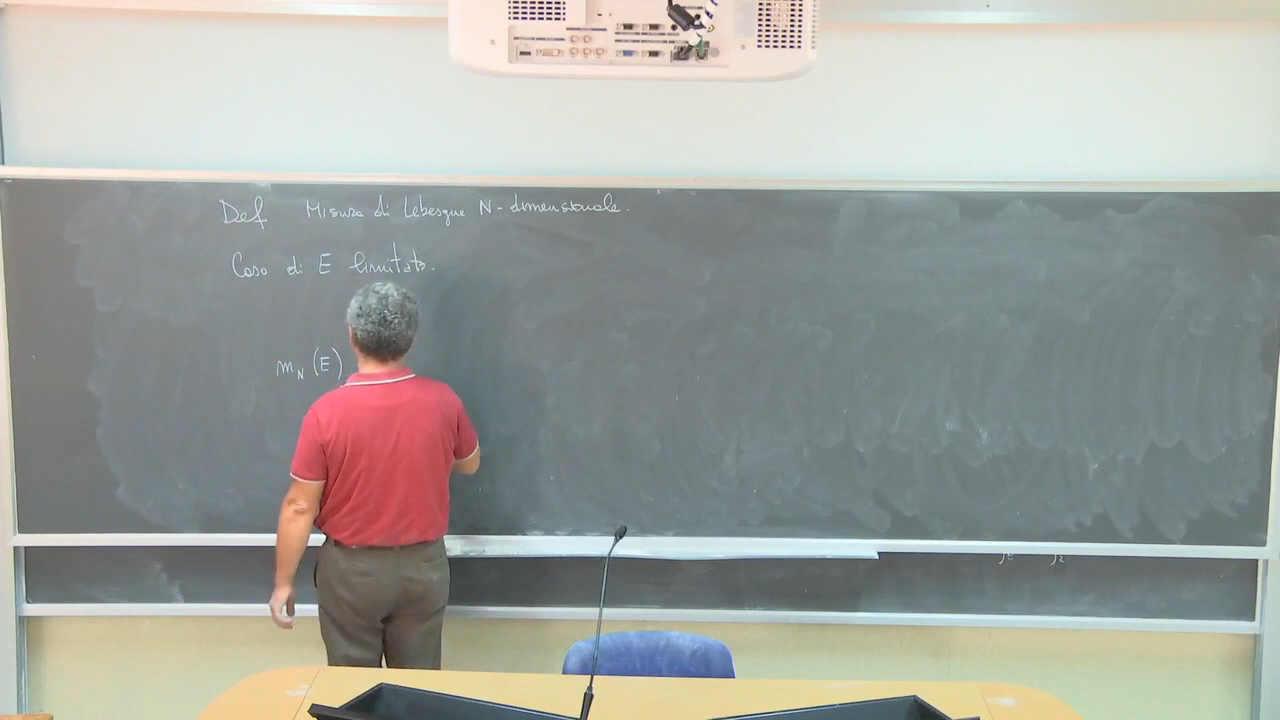 Def Misura di Lebesgue N-dimensionale.
Caso di E limitato.
m_N (E)